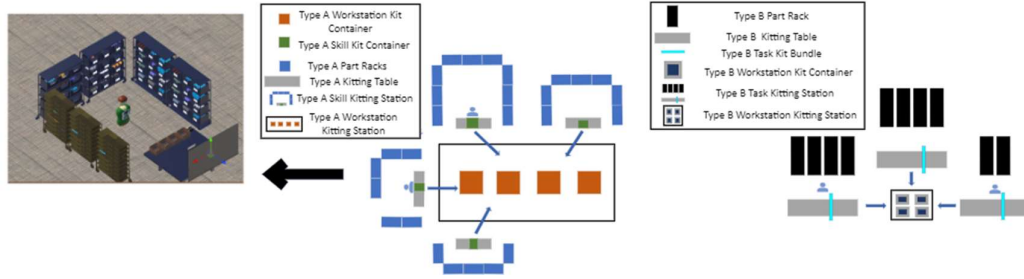 Type A Workstation Kit
Container
Type A Skill Kit Container
Type A Part Racks
Type A Kitting Table
Type A Skill Kitting Station
Type A Workstation
Kitting Station
Type B Part Rack
Type B Kitting Table
Type B Task Kit Bundle
Type B Workstation Kit Container
Type B Task Kitting Station
Type B Workstation Kitting Station